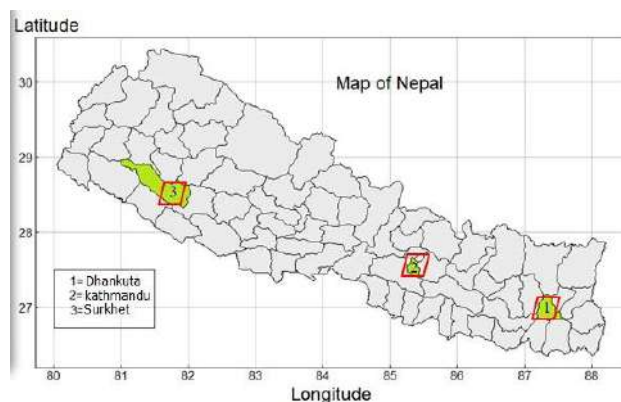 Latitude
Map of Nepal
30
29
28
27
3
2
1
1= Dhankuta
2= kathmandu
3=Surkhet
80 81 82 83 84 85 86 87 88
Longitude